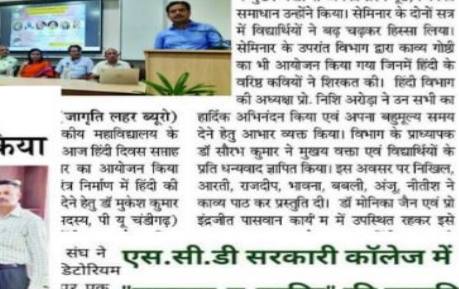 समाधान उन्होंने किया। सेमिनार के दोनों सत्र
में विद्यार्थियों ने बढ़ चढ़कर हिस्सा लिया।
सेमिनार के उपरांत विभाग द्वारा काव्य गोष्ठी
का भी आयोजन किया गया जिनमें हिंदी के
वरिष्ठ कवियों ने शिरकत की। हिंदी विभाग
की अध्यक्षा प्रो. निशि अरोड़ा ने उन सभी का
हार्दिक अभिनंदन किया एवं अपना बहुमूल्य समय
देने हेतु आभार व्यक्त किया। विभाग के प्राध्यापक
डॉ सौरभ कुमार ने मुखय वक्ता एवं विद्यार्थियों के
प्रति धन्यवाद ज्ञापित किया। इस अवसर पर निखिल,
आरती, राजदीप, भावना, बबली, अंजू, नीतीश ने
काव्य पाठ कर प्रस्तुति दी। डॉ मोनिका जैन एवं प्रो
इंद्रजीत पासवान कार्य म में उपस्थित रहकर इसे
(जागृति लहर ब्यूरो)
कीय महाविद्यालय के
आज हिंदी दिवस सप्ताह
र का आयोजन किया
ष्ट्र निर्माण में हिंदी की
देने हेतु डॉ मुकेश कुमार
दस्य, पी यू चंडीगढ़)
किया
संघ ने
डेटोरियम
पर एक
एस.सी.डी सरकारी कॉलेज में